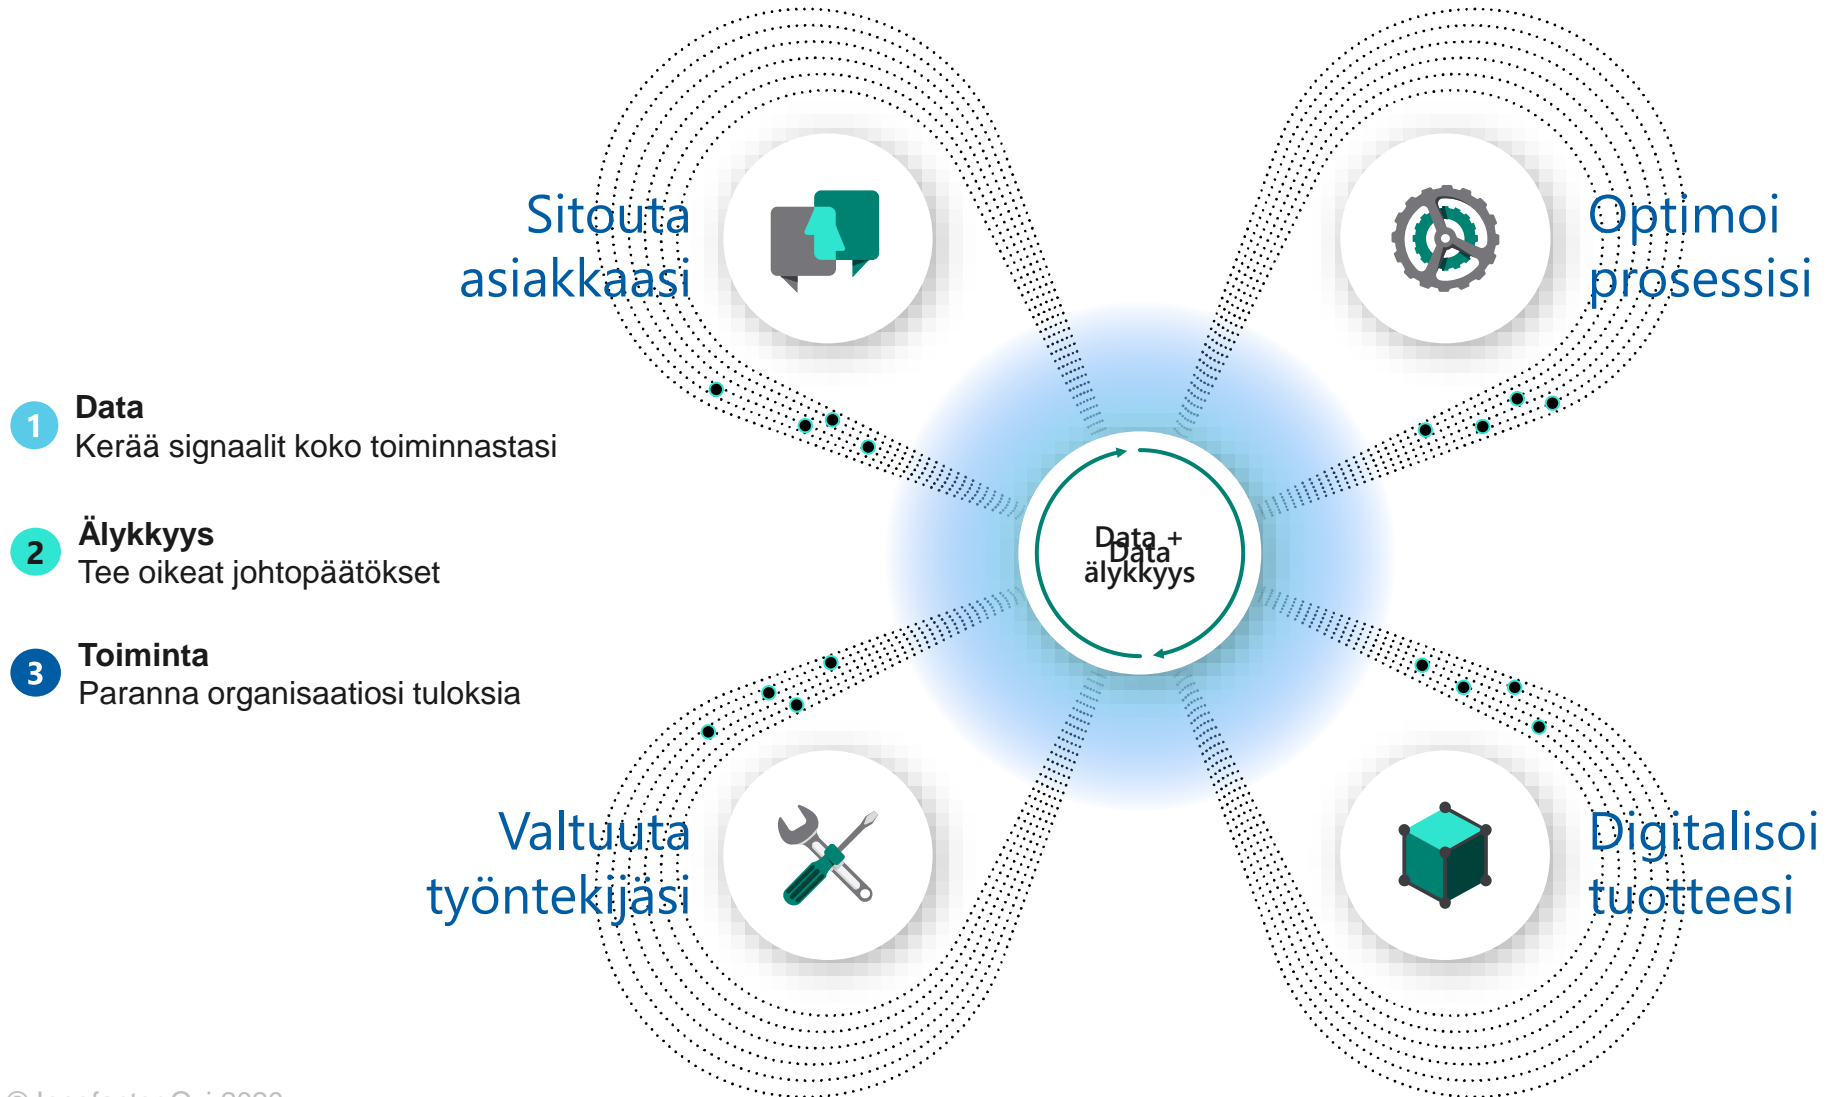 Sitouta
asiakkaasi
Optimoi
prosessisi
1
Data
Kerää signaalit koko toiminnastasi
2
Älykkyys
Tee oikeat johtopäätökset
3
Toiminta
Paranna organisaatiosi tuloksia
Data +
Data
älykkyys
Valtuuta
työntekijäsi
Digitalisoi
tuotteesi